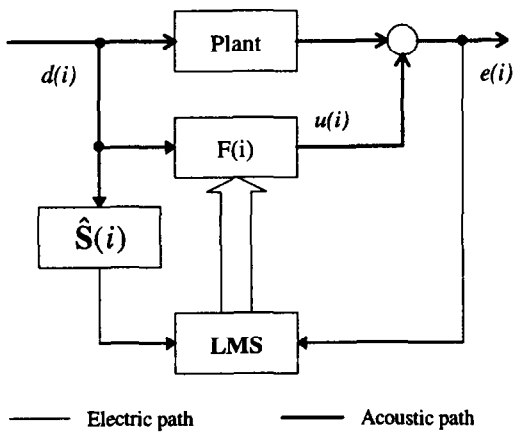 Plant
d(i)
e(i)
u(i)
F(i)
Ŝ(i)
LMS
Electric path
Acoustic path